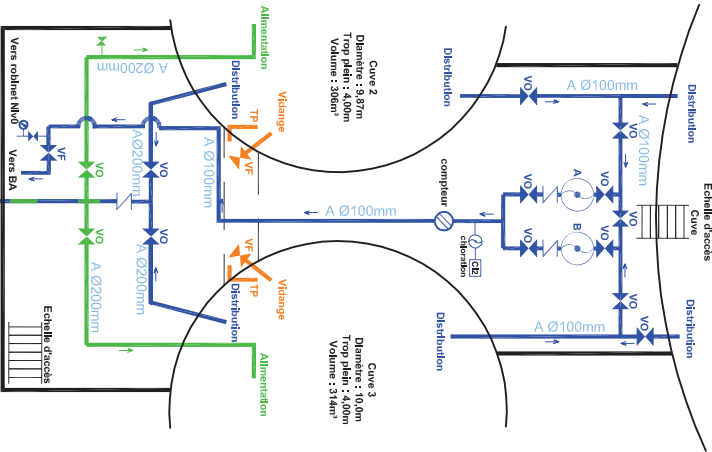 Alimentation
A Ø200mm
Vers robinet Nivo
VF
Vers BA
VO
VO
A Ø200mm
Echelle d'accès
Alimentation
Distribution
AØ200mm
VO
VO
A Ø200mm
Distribution
A Ø100mm
TP
Vidange
VF
VF
TP
Vidange
Cuve 2
Diamètre : 9,87m
Trop plein : 4,00m
Volume : 306m³
Cuve 3
Diamètre : 10,0m
Trop plein : 4,00m
Volume : 314m³
A Ø100mm
compteur
chloration
Cl2
Distribution
VO
A Ø100mm
Distribution
VO
A Ø100mm
VO
A
VO
VO
VO
B
VO
VO
Echelle d'accès
Cuve
Distribution
A Ø100mm
VO
Distribution